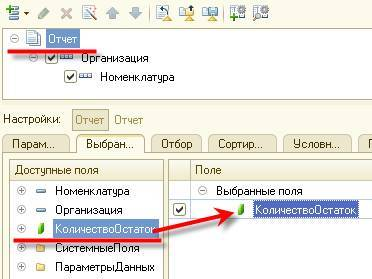 Отчет
Организация
Номенклатура
Настройки: Отчет Отчет
Парам... Выбран... Отбор Сортир... Условн...
Доступные поля Поле
Номенклатура Выбранные поля
Организация КоличествоОстаток
КоличествоОстаток
СистемныеПоля
ПараметрыДанных